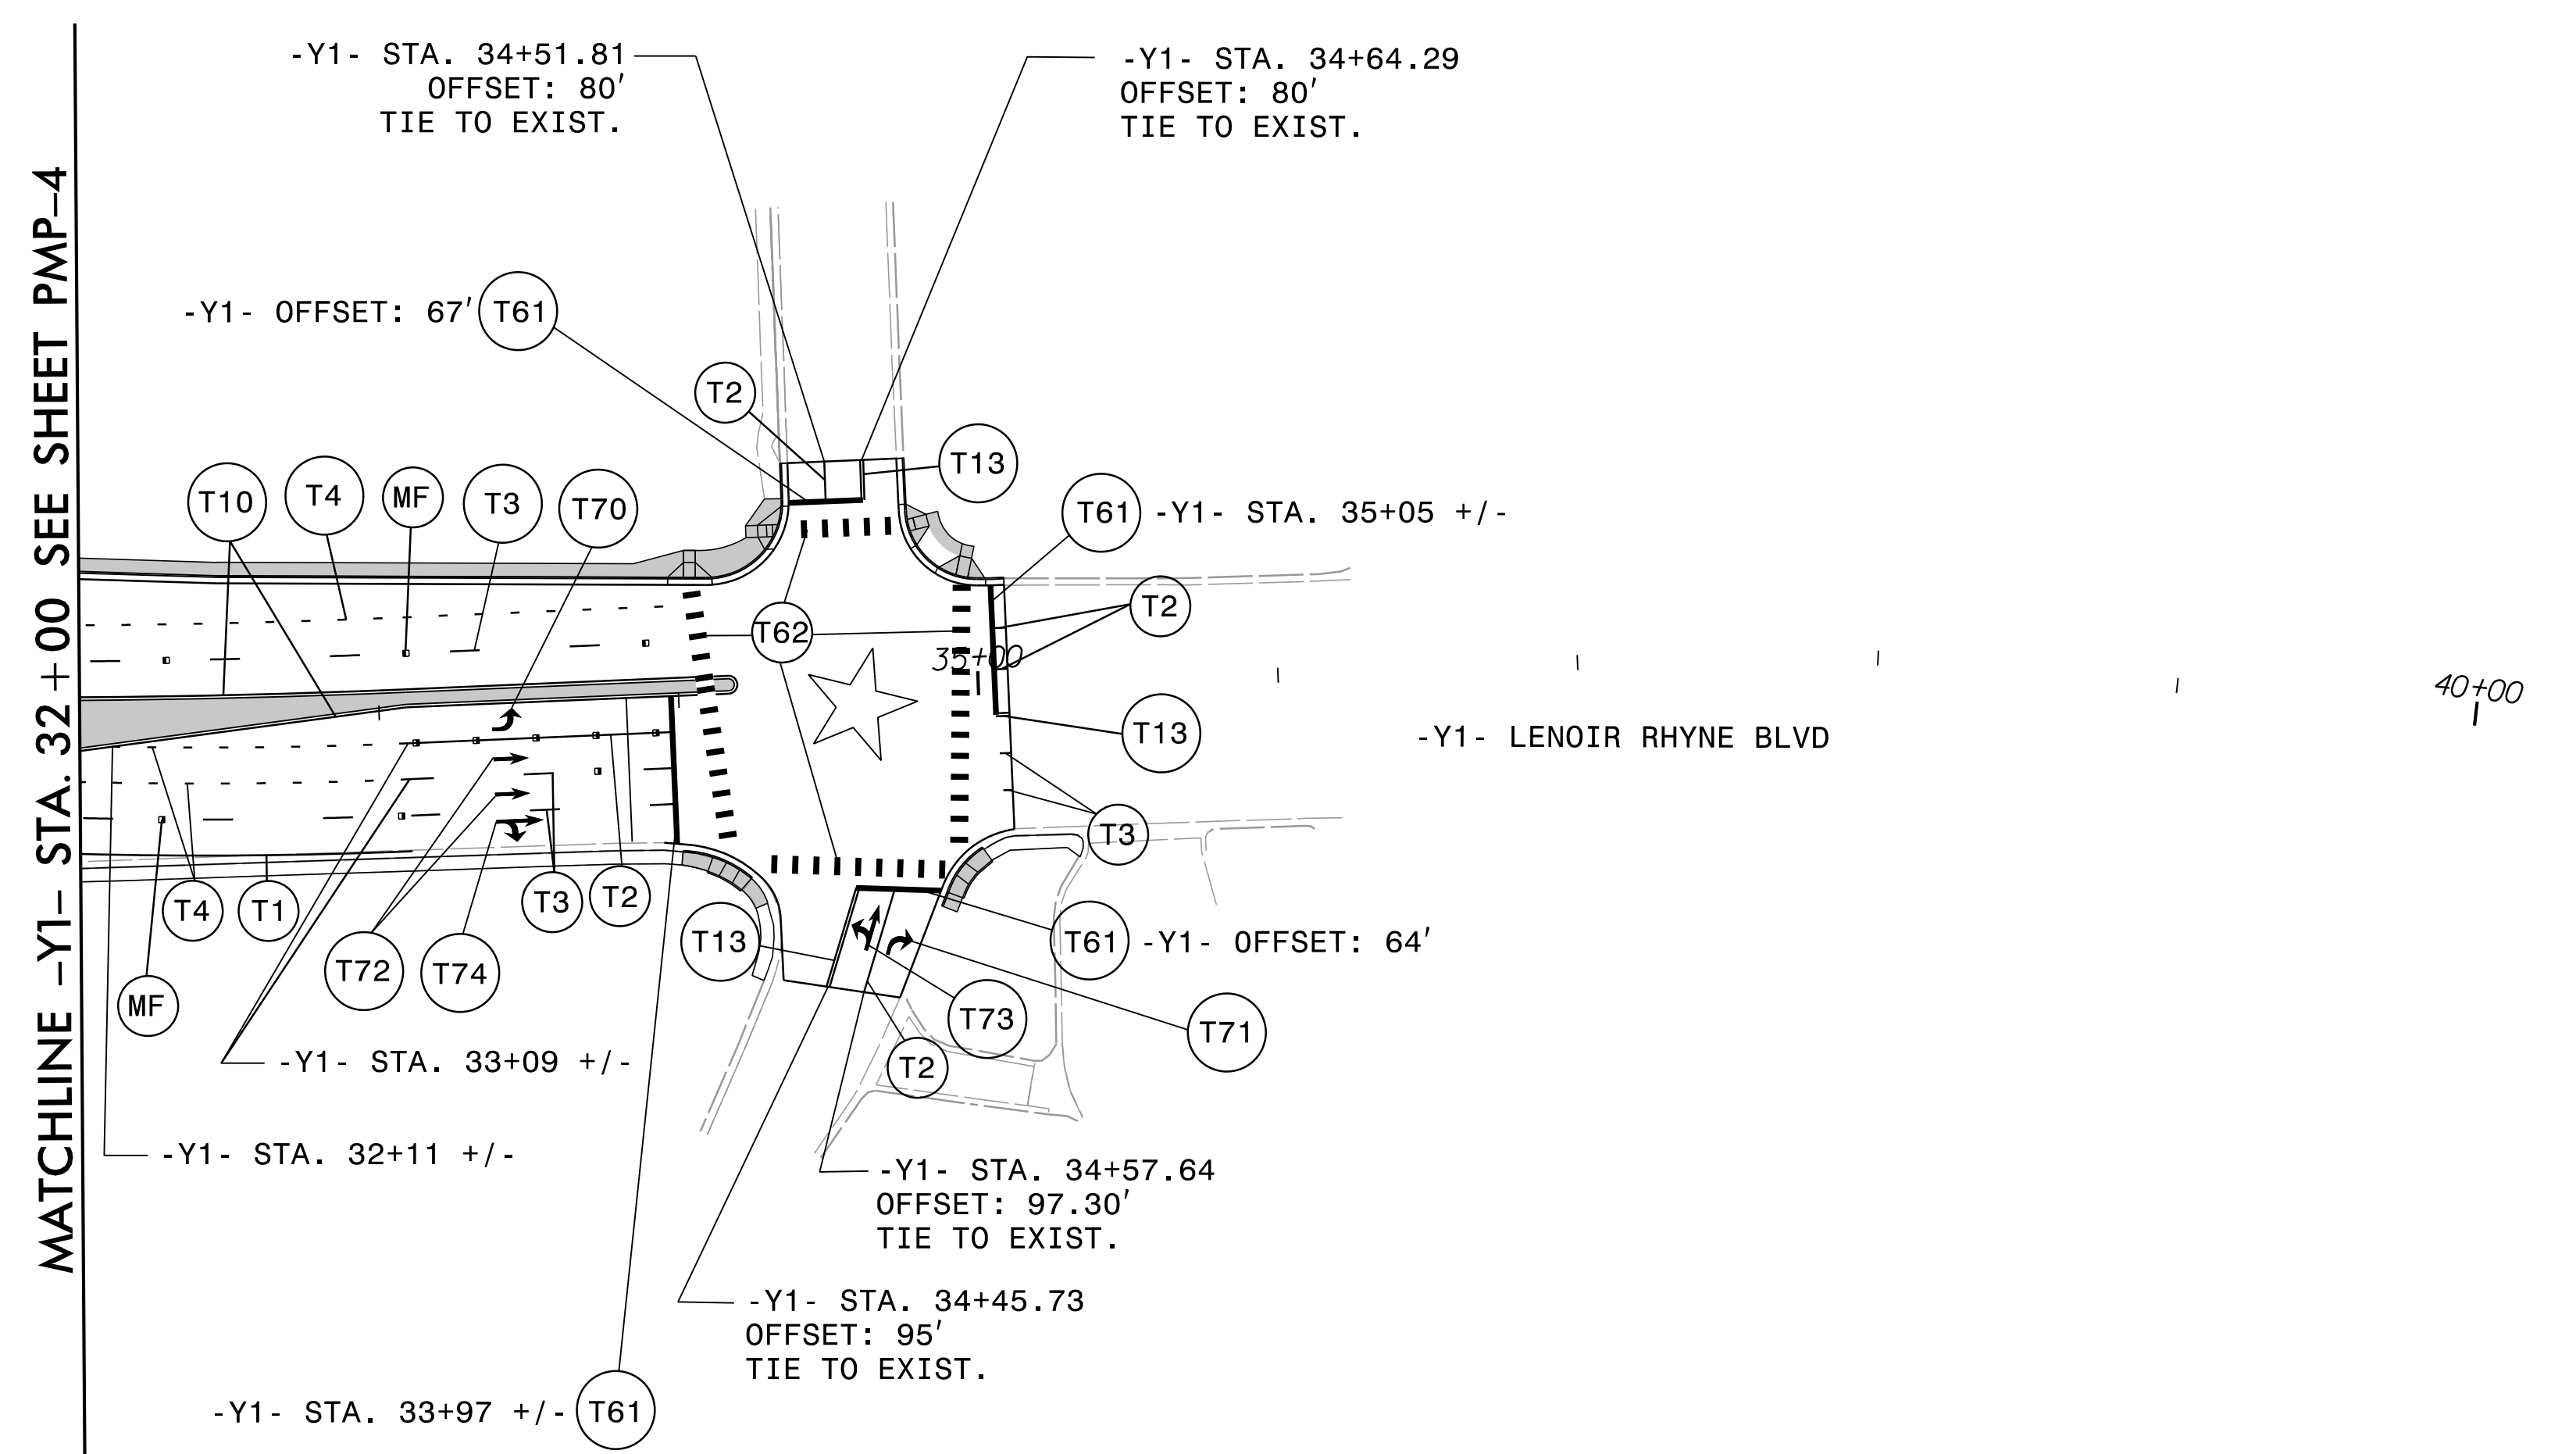 MATCHLINE -Y1- STA. 32+00 SEE SHEET PMP-4
-Y1- STA. 34+51.81
OFFSET: 80'
TIE TO EXIST.
-Y1- STA. 34+64.29
OFFSET: 80'
TIE TO EXIST.
-Y1- OFFSET: 67' T61
T2
T13
T10
T4
MF
T3
T70
T61 -Y1- STA. 35+05 +/-
T2
T62
35+00
40+00
T13
-Y1- LENOIR RHYNE BLVD
T3
T4
T1
T3
T2
T13
T61 -Y1- OFFSET: 64'
MF
T72
T74
T73
T71
T2
-Y1- STA. 33+09 +/-
-Y1- STA. 32+11 +/-
-Y1- STA. 34+57.64
OFFSET: 97.30'
TIE TO EXIST.
-Y1- STA. 34+45.73
OFFSET: 95'
TIE TO EXIST.
-Y1- STA. 33+97 +/- T61